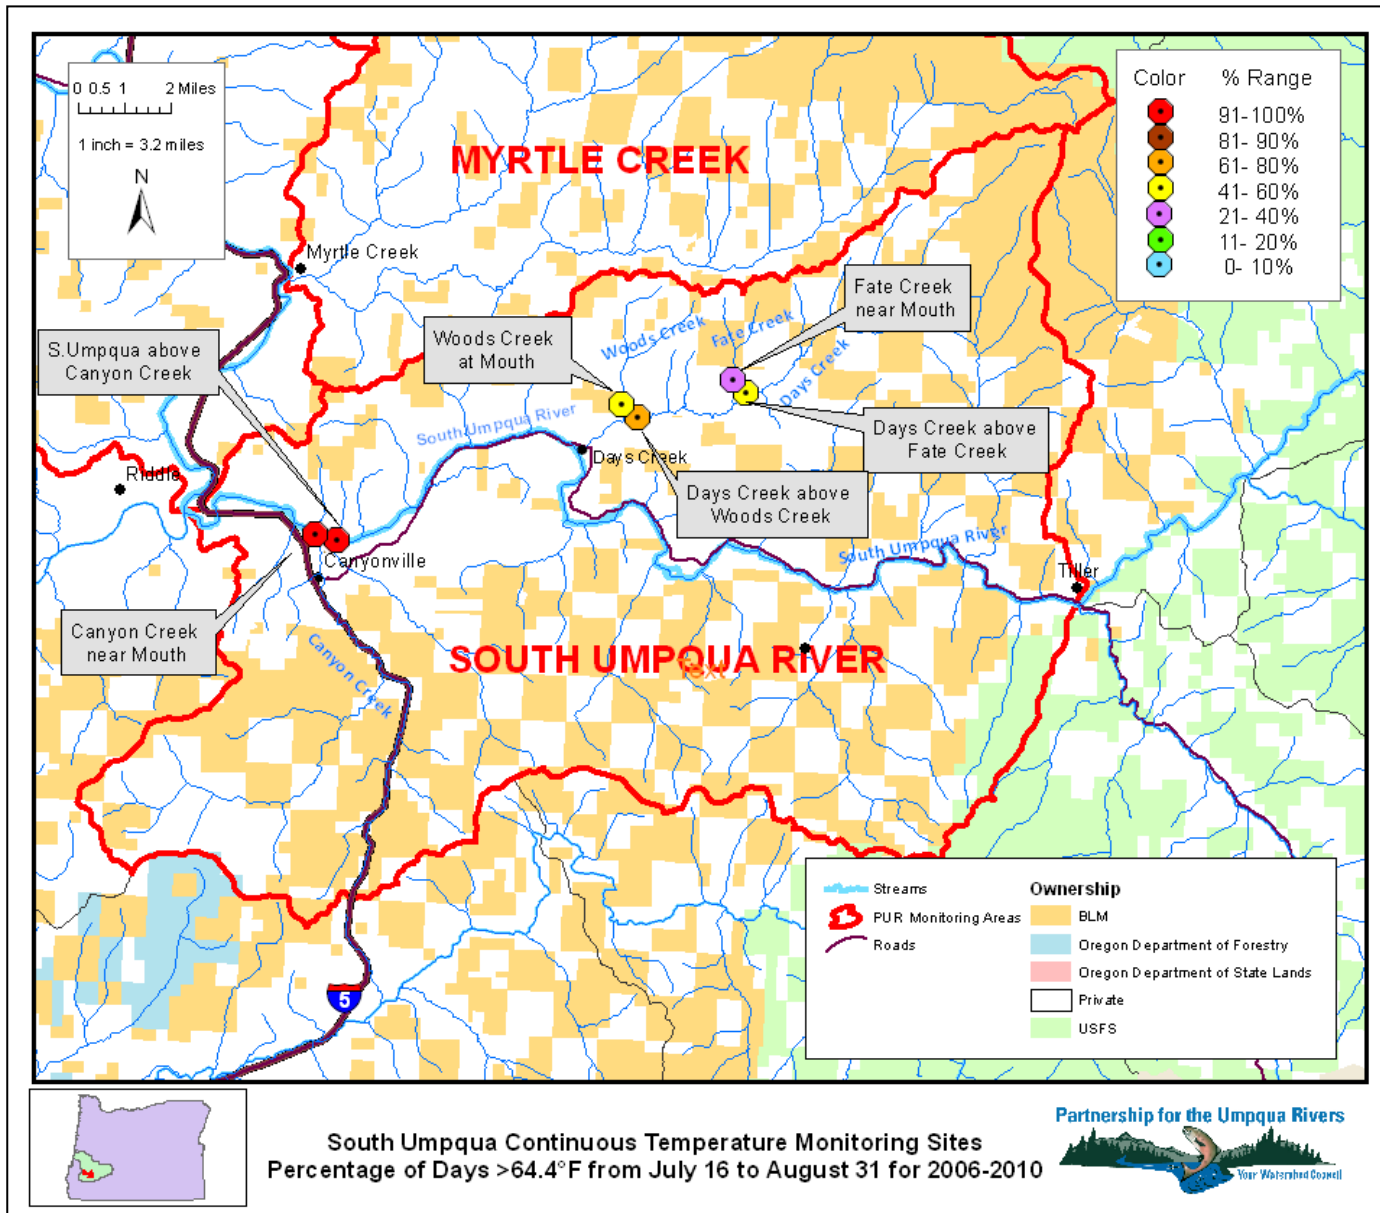 0 0.5 1 2 Miles
1 inch = 3.2 miles
N
Color % Range
91-100%
81- 90%
61- 80%
41- 60%
21- 40%
11- 20%
0- 10%
MYRTLE CREEK
Myrtle Creek
Fate Creek
near Mouth
S.Umpqua above
Canyon Creek
Woods Creek
at Mouth
Woods Creek
Fate Creek
Days Creek
South Umpqua River
Days Creek above
Fate Creek
Days Creek
Riddle
Days Creek above
Woods Creek
South Umpqua River
Canyonville
Tiller
Canyon Creek
near Mouth
Canyon Creek
SOUTH UMPQUA RIVER
Text
5
Streams
PUR Monitoring Areas
Roads
Ownership
BLM
Oregon Department of Forestry
Oregon Department of State Lands
Private
USFS
South Umpqua Continuous Temperature Monitoring Sites
Percentage of Days >64.4°F from July 16 to August 31 for 2006-2010
Partnership for the Umpqua Rivers
Your Watershed Council